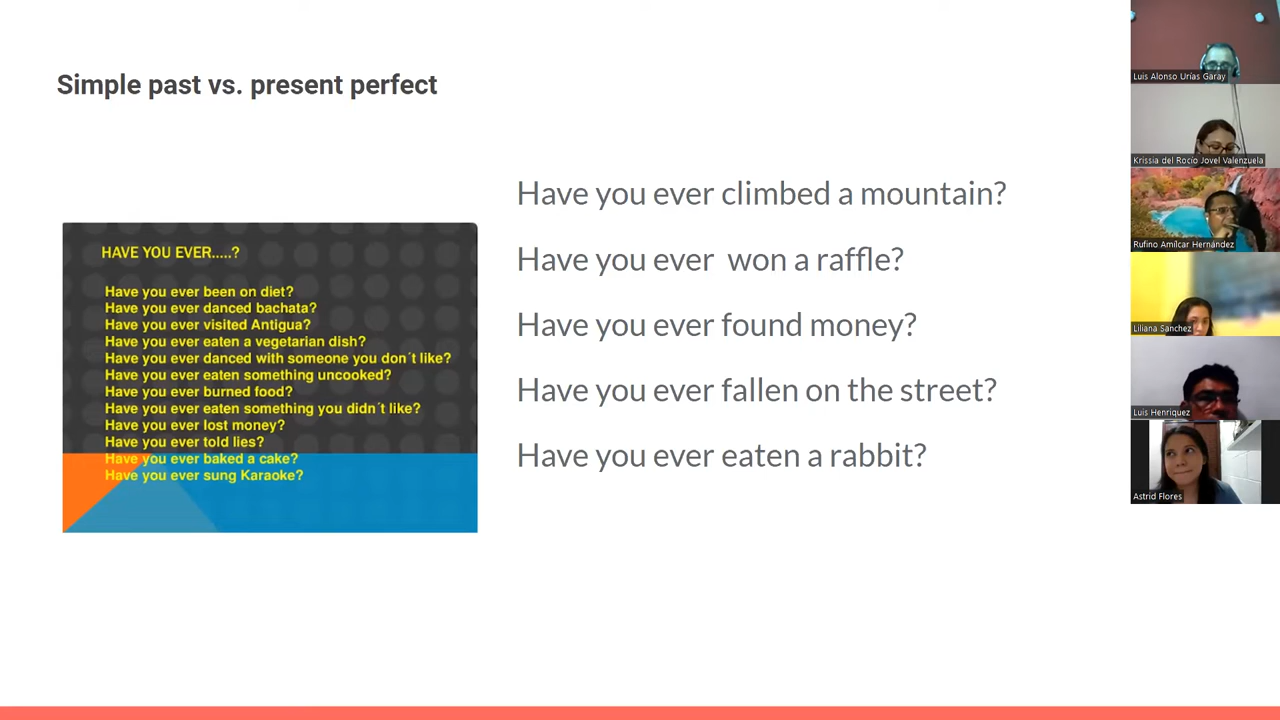 Simple past vs. present perfect
HAVE YOU EVER.....?
Have you ever been on diet?
Have you ever danced bachata?
Have you ever visited Antigua?
Have you ever eaten a vegetarian dish?
Have you ever danced with someone you don´t like?
Have you ever eaten something uncooked?
Have you ever burned food?
Have you ever eaten something you didn´t like?
Have you ever lost money?
Have you ever told lies?
Have you ever baked a cake?
Have you ever sung Karaoke?
Have you ever climbed a mountain?
Have you ever  won a raffle?
Have you ever found money?
Have you ever fallen on the street?
Have you ever eaten a rabbit?
Luis Alonso Urías Garay
Krissia del Rocío Jovel Valenzuela
Rufino Amílcar Hernández
Liliana Sanchez
Luis Henriquez
Astrid Flores